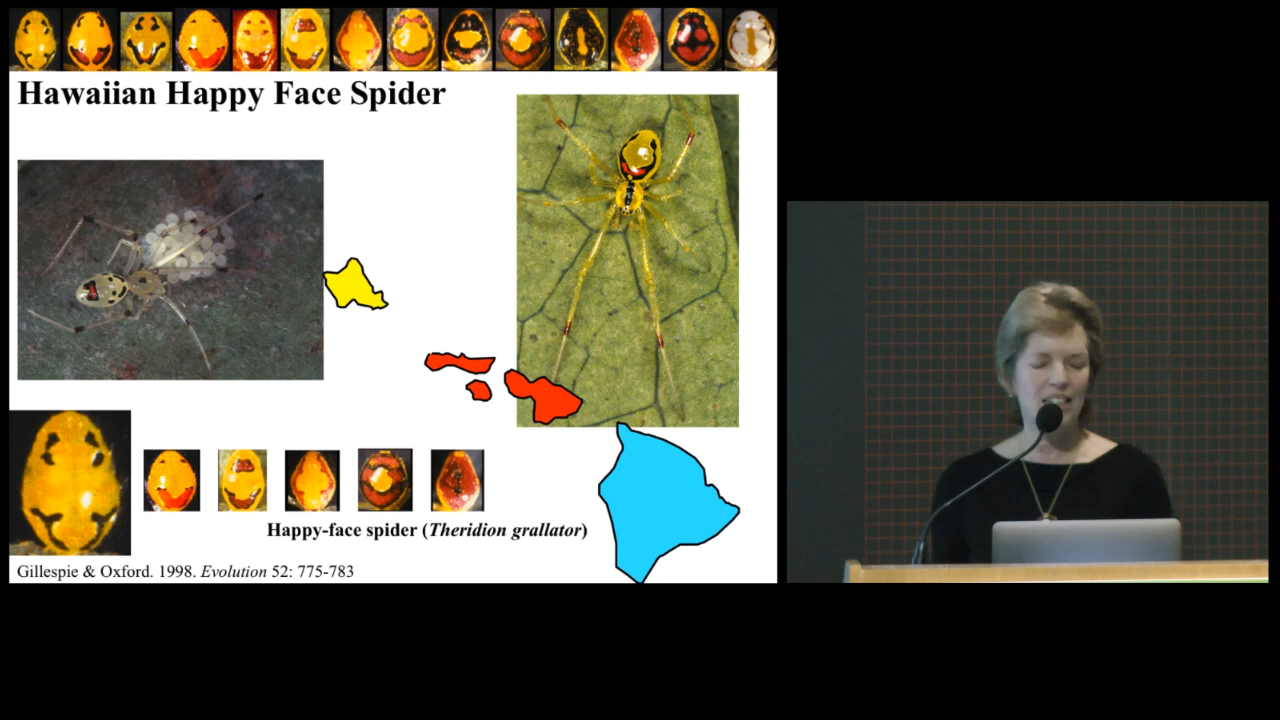 Hawaiian Happy Face Spider
Happy-face spider (Theridion grallator)
Gillespie & Oxford. 1998. Evolution 52: 775-783